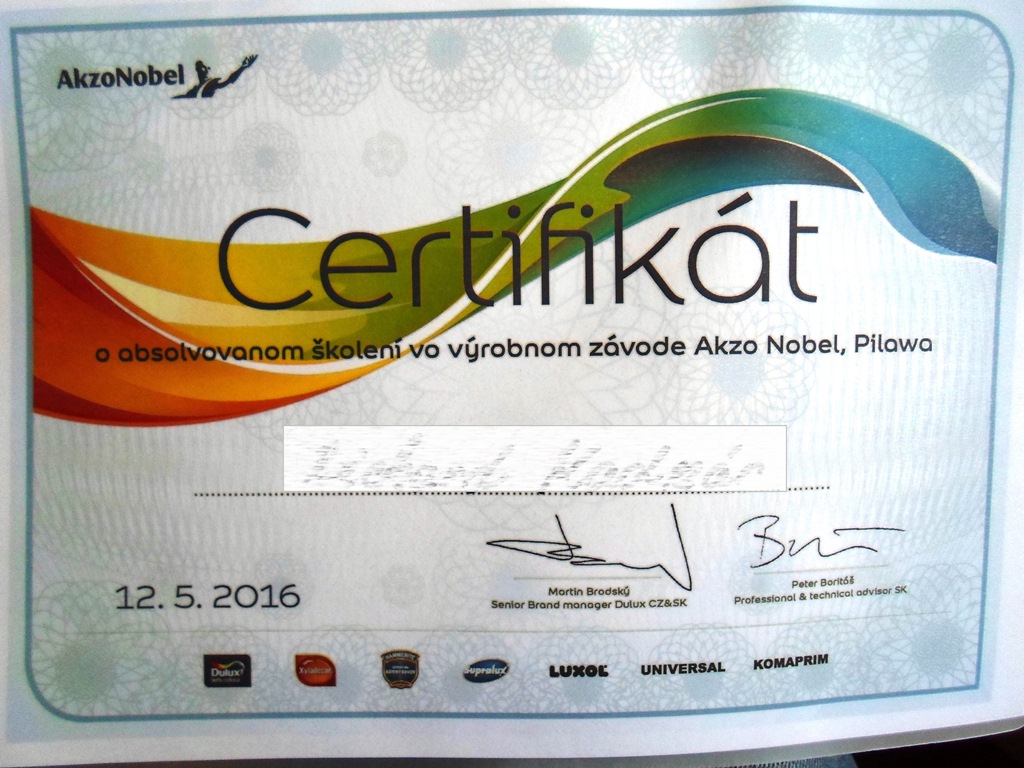 AkzoNobel
Certifikát
o absolvovanom školení vo výrobnom závode Akzo Nobel, Pilawa
12. 5. 2016
Martin Brodský
Senior Brand manager Dulux CZ&SK
Peter Boritáš
Professional & technical advisor SK
Dulux
Xyladecor
HAMMERITE
Supralux
LUXOL
UNIVERSAL
KOMAPRIM